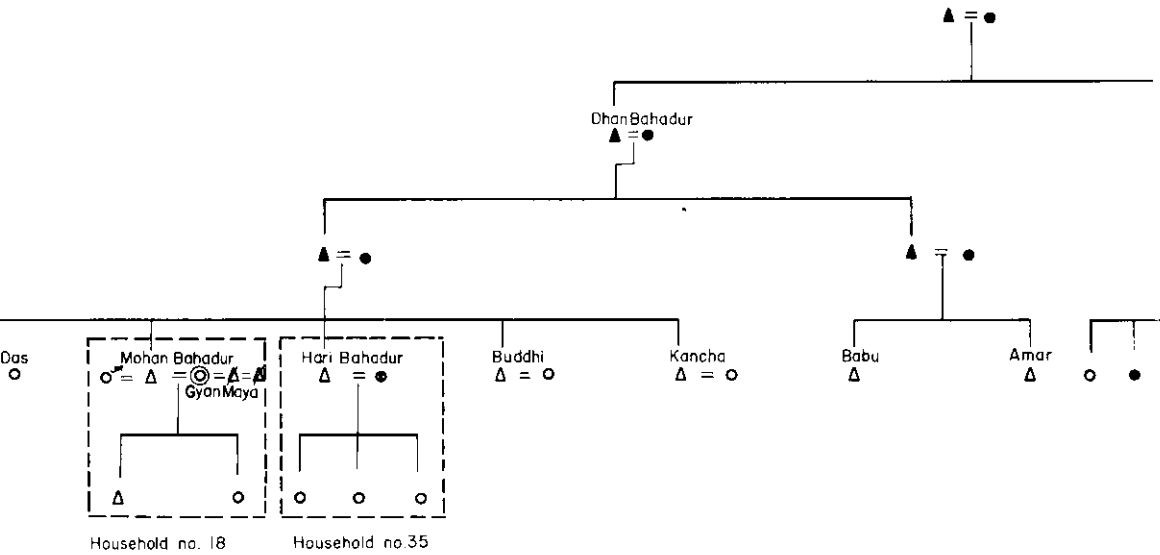 Dhan Bahadur
Das
Mohan Bahadur
Hari Bahadur
Buddhi
Kancha
Babu
Amar
Gyan Maya
Household no. 18
Household no.35